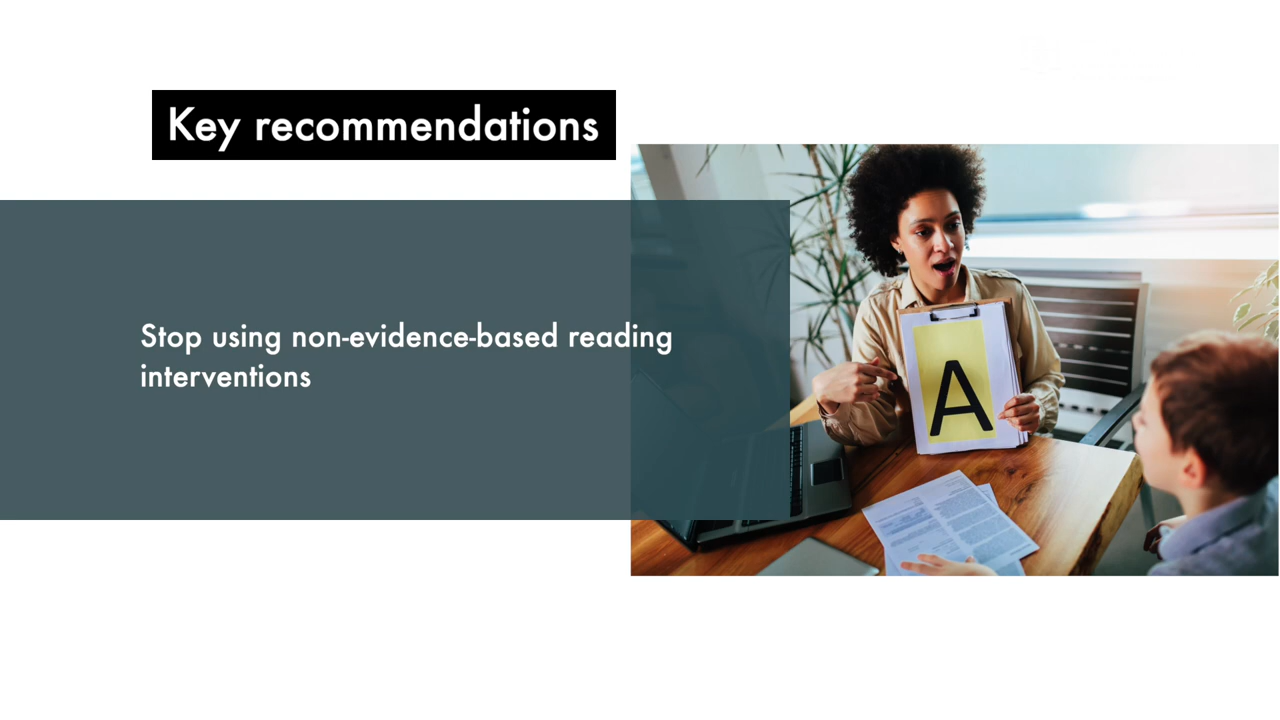 Key recommendations
Stop using non-evidence-based reading
interventions
A